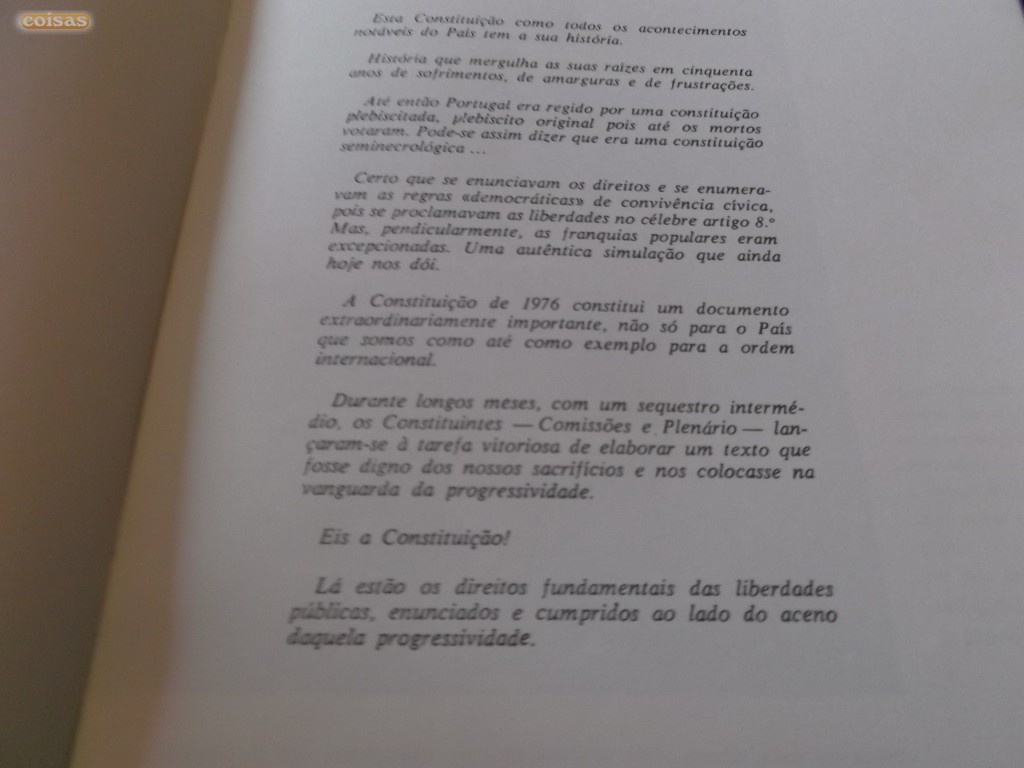 coisas
Esta Constituição como todos os acontecimentos
notáveis do País tem a sua história.
História que mergulha as suas raízes em cinquenta
anos de sofrimentos, de amarguras e de frustrações.
Até então Portugal era regido por uma constituição
plebiscitada, plebiscito original pois até os mortos
votaram. Pode-se assim dizer que era uma constituição
seminecrológica ...
Certo que se enunciavam os direitos e se enumera-
vam as regras «democráticas» de convivência cívica,
pois se proclamavam as liberdades no célebre artigo 8.º
Mas, pendicularmente, as franquias populares eram
excepcionadas. Uma autêntica simulação que ainda
hoje nos dói.
A Constituição de 1976 constitui um documento
extraordinariamente importante, não só para o País
que somos como até como exemplo para a ordem
internacional.
Durante longos meses, com um sequestro intermé-
dio, os Constituintes — Comissões e Plenário — lan-
çaram-se à tarefa vitoriosa de elaborar um texto que
fosse digno dos nossos sacrifícios e nos colocasse na
vanguarda da progressividade.
Eis a Constituição!
Lá estão os direitos fundamentais das liberdades
públicas, enunciados e cumpridos ao lado do aceno
daquela progressividade.